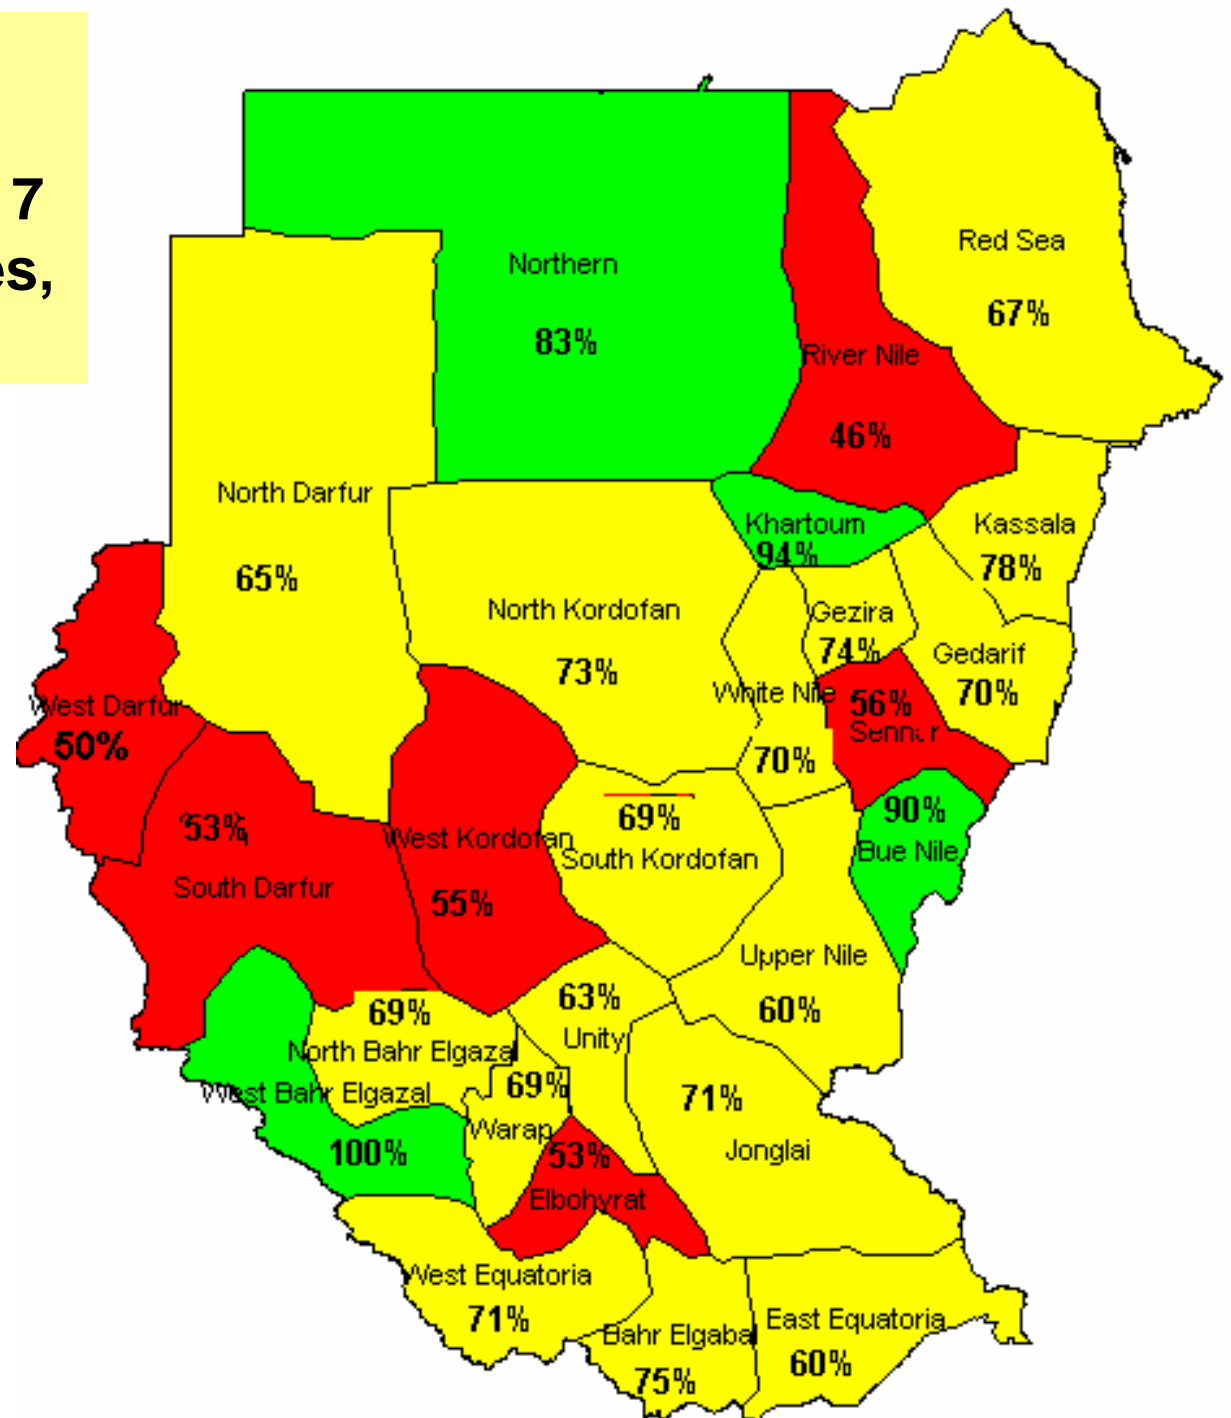 7
es,
Northern
83%
Red Sea
67%
River Nile
46%
North Darfur
65%
Khartoum
94%
Kassala
78%
North Kordofan
73%
Gezira
74%
Gedarif
70%
White Nile
70%
56%
Sennar
West Darfur
50%
53%
South Darfur
West Kordofan
55%
69%
South Kordofan
90%
Bue Nile
Upper Nile
60%
63%
Unity
69%
North Bahr Elgazal
West Bahr Elgazal
100%
69%
Warap
71%
Jonglai
53%
Elbohyrat
West Equatoria
71%
Bahr Elgabal
75%
East Equatoria
60%